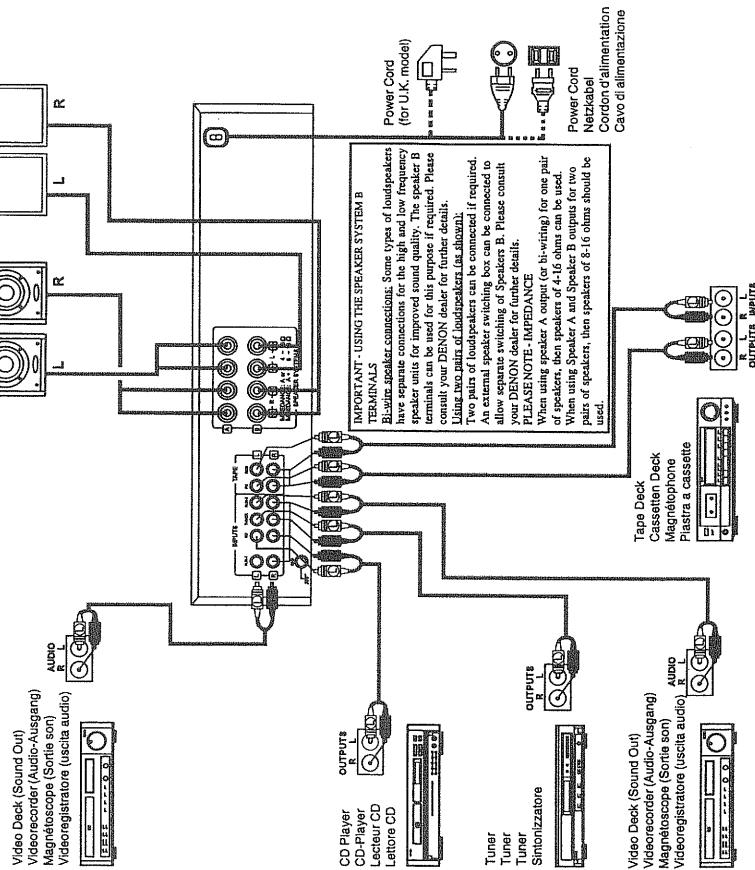 R
L
R
L
Power Cord
(for U.K. model)
Power Cord
Netzkabel
Cordon d'alimentation
Cavo di alimentazione
IMPORTANT - USING THE SPEAKER SYSTEM B
TERMINALS
Bi-wire speaker connections: Some types of loudspeakers
have separate connections for the high and low frequency
speaker units for improved sound quality. The speaker B
terminals can be used for this purpose if required. Please
consult your DENON dealer for further details.
Using two pairs of loudspeakers (as shown):
Two pairs of loudspeakers can be connected if required.
An external speaker switching box can be connected to
allow separate switching of Speakers B. Please consult
your DENON dealer for further details.
PLEASE NOTE - IMPEDANCE
When using speaker A output (or bi-wiring) for one pair
of speakers, then speakers of 4-16 ohms can be used.
When using Speaker A and Speaker B outputs for two
pairs of speakers, then speakers of 8-16 ohms should be
used.
INPUTS
TAPE
L
R
AUDIO
R L
Video Deck (Sound Out)
Videorecorder (Audio-Ausgang)
Magnétoscope (Sortie son)
Videoregistratore (uscita audio)
OUTPUTS
R L
CD Player
CD-Player
Lecteur CD
Lettore CD
OUTPUTS
R L
Tuner
Tuner
Tuner
Sintonizzatore
AUDIO
R L
Video Deck (Sound Out)
Videorecorder (Audio-Ausgang)
Magnétoscope (Sortie son)
Videoregistratore (uscita audio)
Tape Deck
Cassetten Deck
Magnétophone
Piastra a cassette
R L R L
OUTPUTS INPUTS